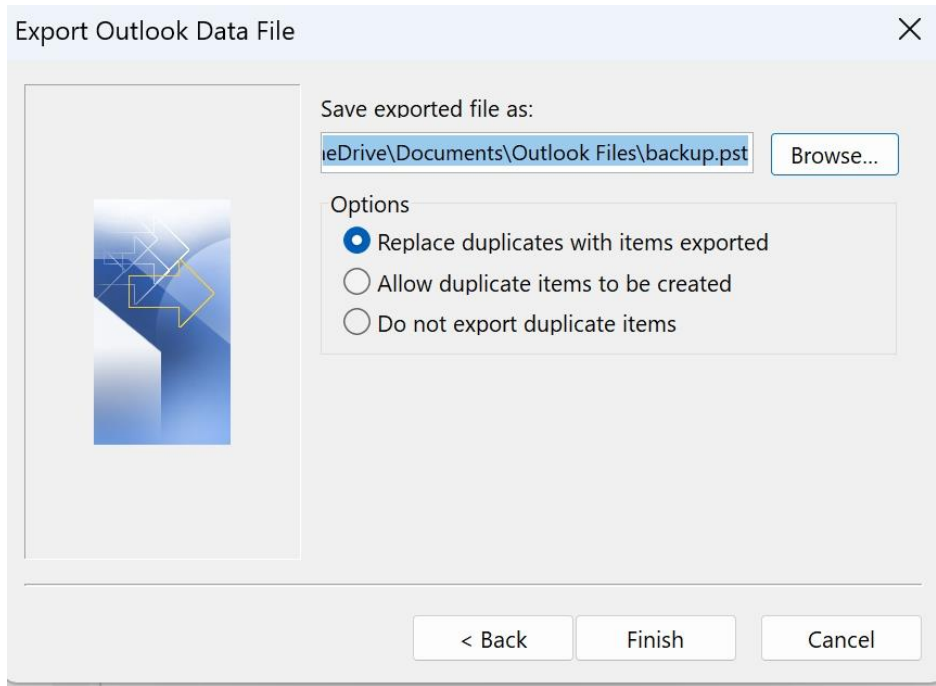 Export Outlook Data File
Save exported file as:
eDrive\Documents\Outlook Files\backup.pst
Browse...
Options
Replace duplicates with items exported
Allow duplicate items to be created
Do not export duplicate items
< Back
Finish
Cancel